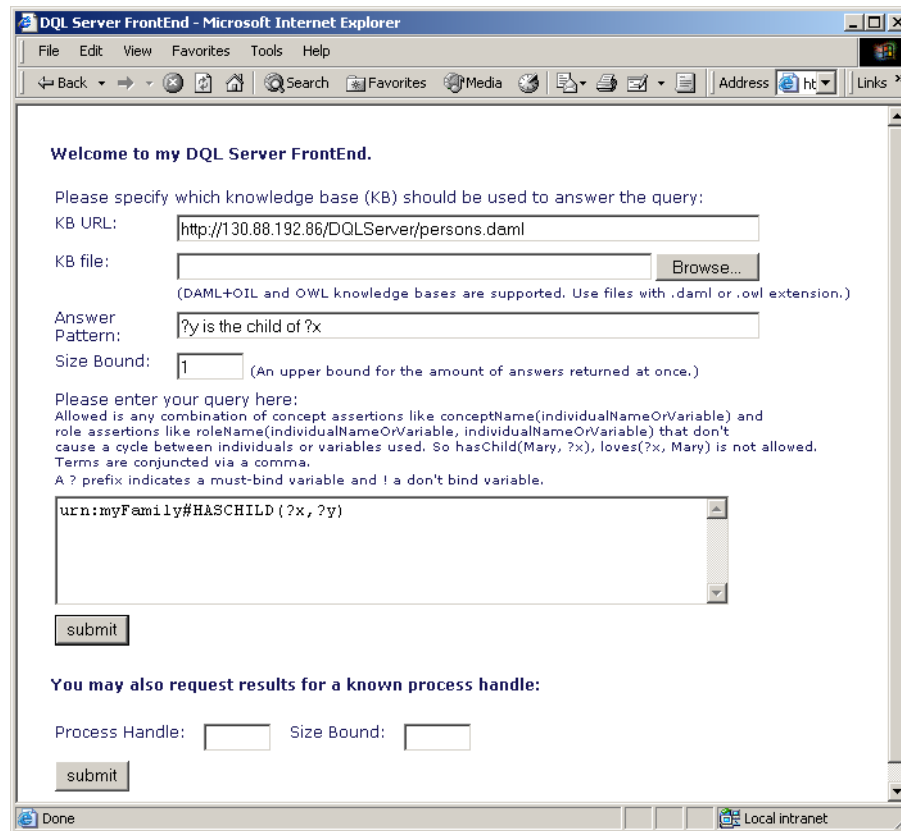 DQL Server FrontEnd - Microsoft Internet Explorer
File Edit View Favorites Tools Help
Back Search Favorites Media Address ht Links
Welcome to my DQL Server FrontEnd.
Please specify which knowledge base (KB) should be used to answer the query:
KB URL: http://130.88.192.86/DQLServer/persons.daml
KB file: Browse...
(DAML+OIL and OWL knowledge bases are supported. Use files with .daml or .owl extension.)
Answer
Pattern: ?y is the child of ?x
Size Bound: 1 (An upper bound for the amount of answers returned at once.)
Please enter your query here:
Allowed is any combination of concept assertions like conceptName(individualNameOrVariable) and
role assertions like roleName(individualNameOrVariable, individualNameOrVariable) that don't
cause a cycle between individuals or variables used. So hasChild(Mary, ?x), loves(?x, Mary) is not allowed.
Terms are conjuncted via a comma.
A ? prefix indicates a must-bind variable and ! a don't bind variable.
urn:myFamily#HASCHILD(?x,?y)
submit
You may also request results for a known process handle:
Process Handle: Size Bound:
submit
Done Local intranet